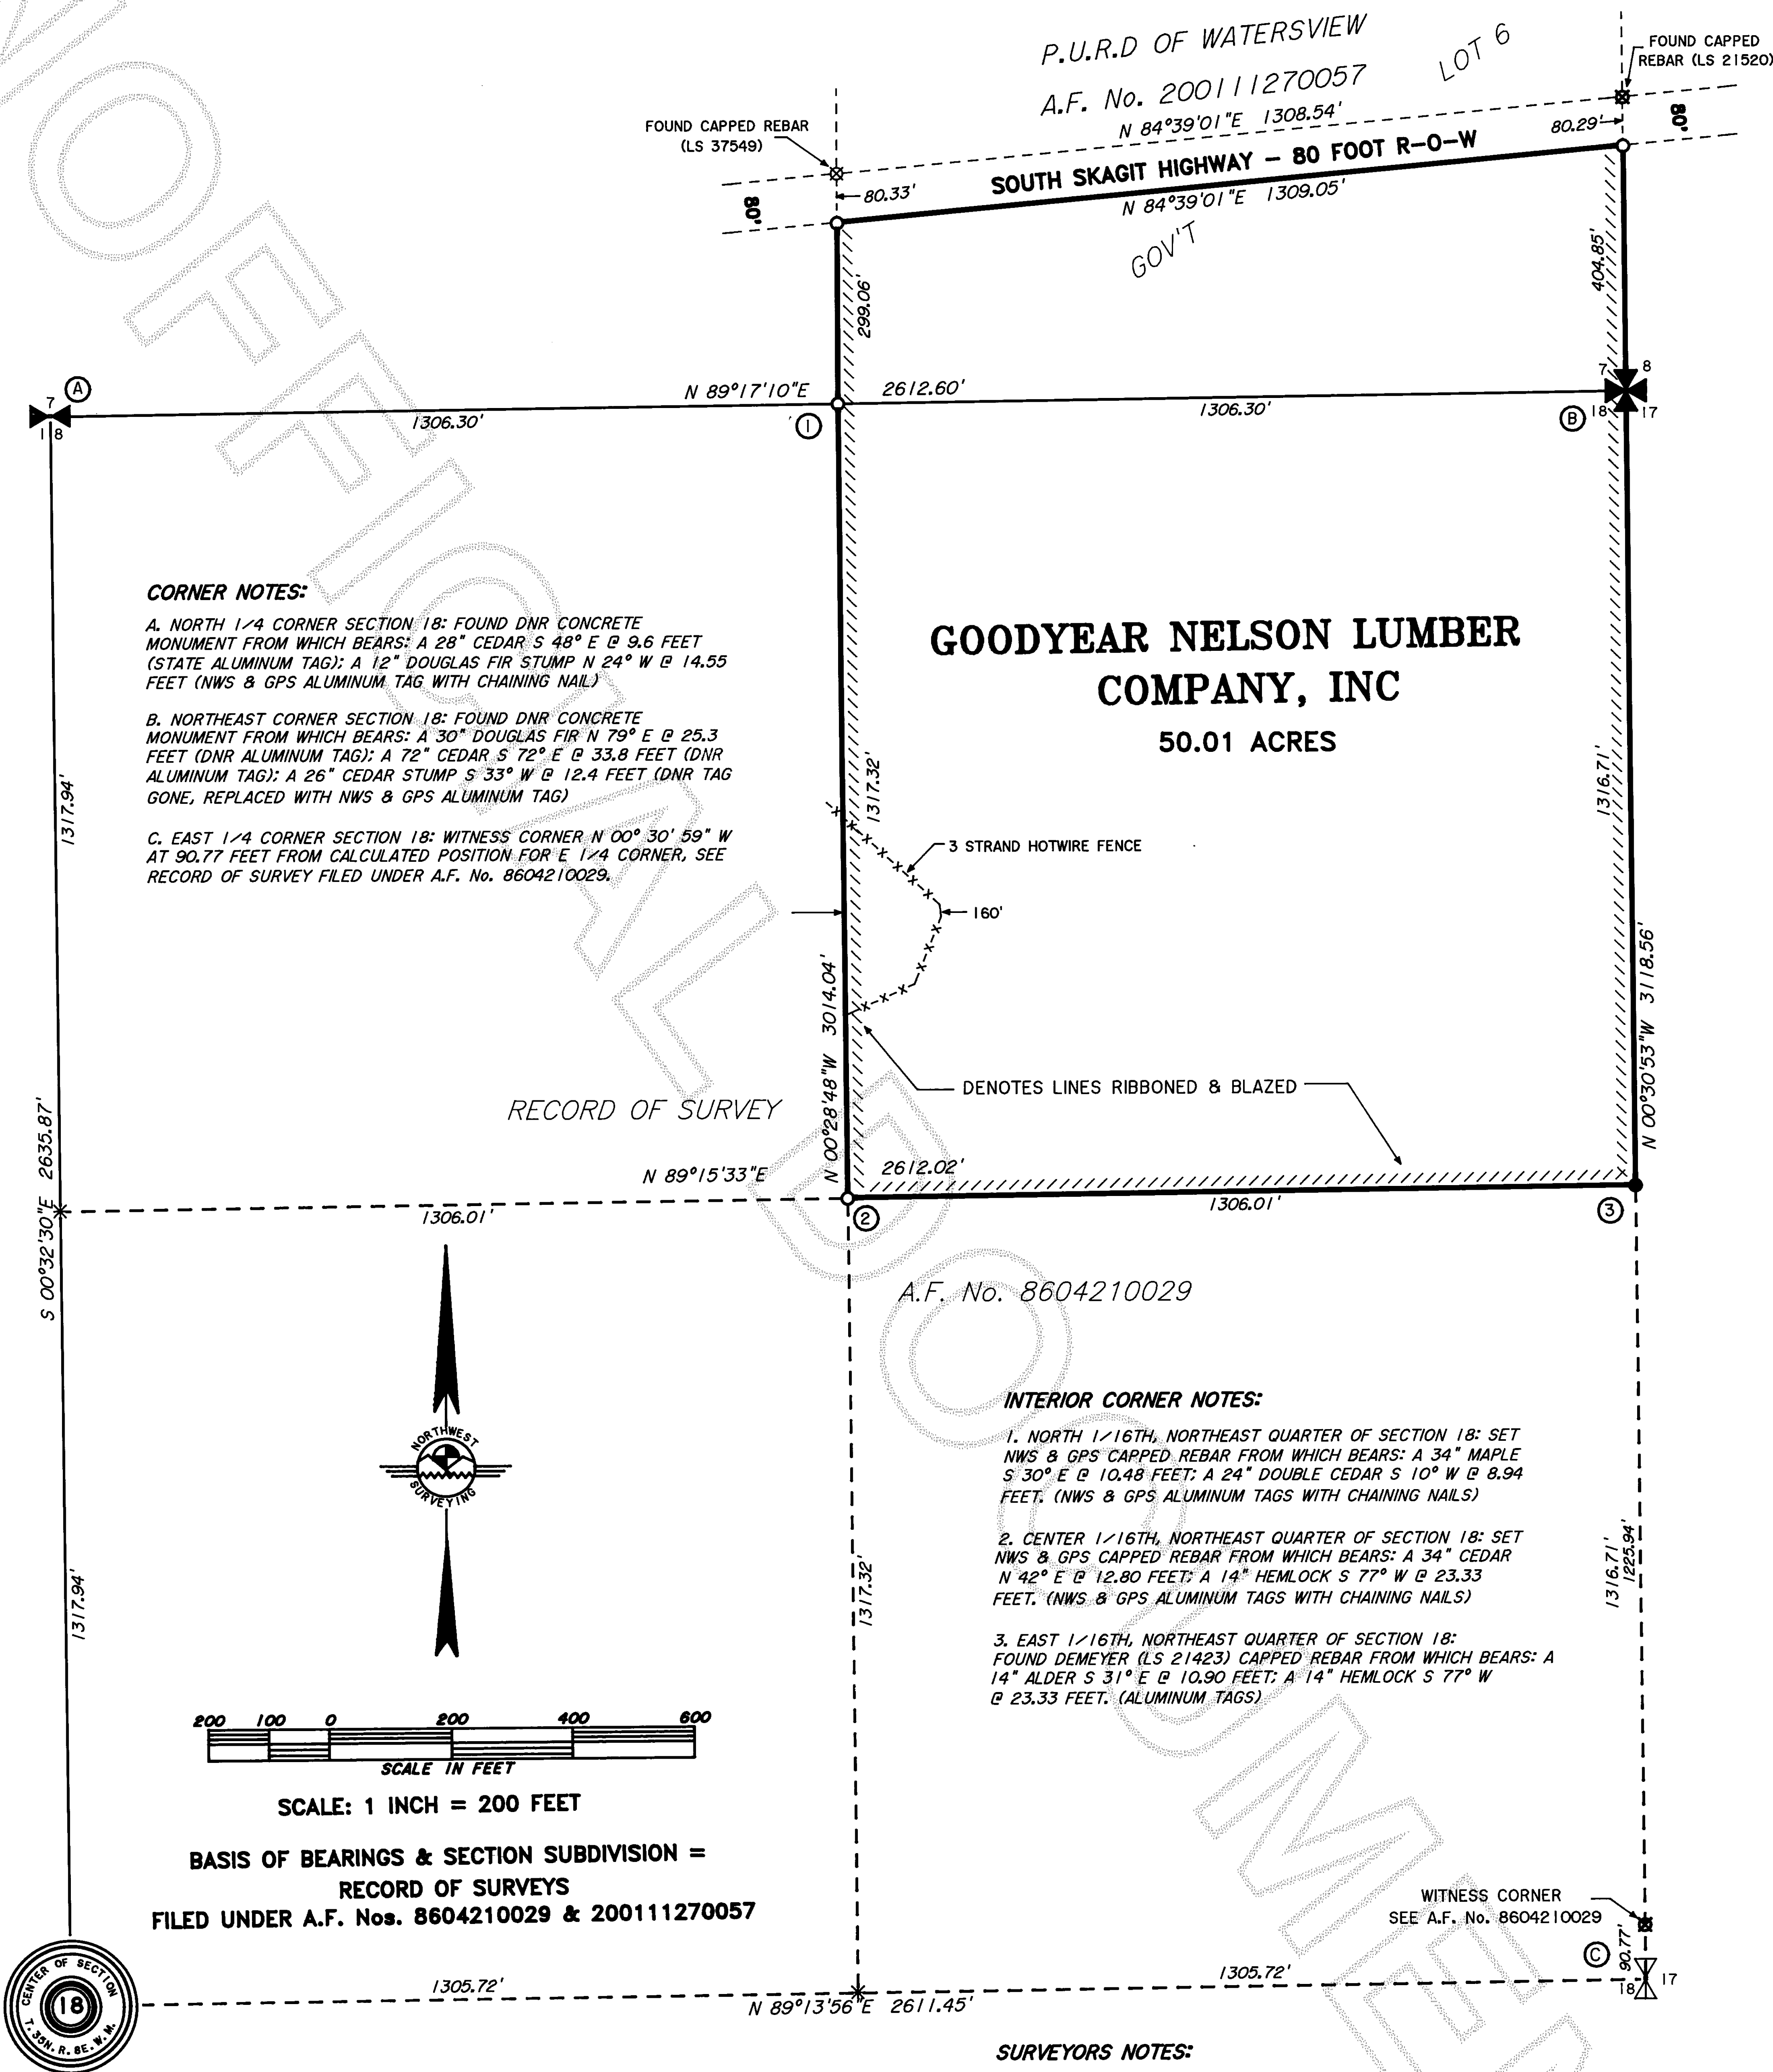 P.U.R.D OF WATERSVIEW
LOT 6
A.F. No. 200111270057
FOUND CAPPED
REBAR (LS 21520)
FOUND CAPPED REBAR
(LS 37549)
N 84°39'01"E 1308.54'
80.29'
80'
SOUTH SKAGIT HIGHWAY - 80 FOOT R-O-W
80.33'
80'
N 84°39'01"E 1309.05'
GOV'T
299.06'
404.85'
7
18
A
N 89°17'10"E 2612.60'
1306.30'
1
1306.30'
B
7 8
18 17
CORNER NOTES:
A. NORTH 1/4 CORNER SECTION 18: FOUND DNR CONCRETE
MONUMENT FROM WHICH BEARS: A 28" CEDAR S 48° E @ 9.6 FEET
(STATE ALUMINUM TAG); A 12" DOUGLAS FIR STUMP N 24° W @ 14.55
FEET (NWS & GPS ALUMINUM TAG WITH CHAINING NAIL)
B. NORTHEAST CORNER SECTION 18: FOUND DNR CONCRETE
MONUMENT FROM WHICH BEARS: A 30" DOUGLAS FIR N 79° E @ 25.3
FEET (DNR ALUMINUM TAG); A 72" CEDAR S 72° E @ 33.8 FEET (DNR
ALUMINUM TAG); A 26" CEDAR STUMP S 33° W @ 12.4 FEET (DNR TAG
GONE, REPLACED WITH NWS & GPS ALUMINUM TAG)
C. EAST 1/4 CORNER SECTION 18: WITNESS CORNER N 00° 30' 59" W
AT 90.77 FEET FROM CALCULATED POSITION FOR E 1/4 CORNER, SEE
RECORD OF SURVEY FILED UNDER A.F. No. 8604210029.
GOODYEAR NELSON LUMBER
COMPANY, INC
50.01 ACRES
1317.94'
1317.32'
1316.71'
3 STRAND HOTWIRE FENCE
160'
N 00°28'48"W 3014.04'
N 00°30'53"W 3118.56'
DENOTES LINES RIBBONED & BLAZED
RECORD OF SURVEY
S 00°32'30"E 2635.87'
N 89°15'33"E 2612.02'
1306.01'
2
1306.01'
3
A.F. No. 8604210029
NORTHWEST
SURVEYING
INTERIOR CORNER NOTES:
1. NORTH 1/16TH, NORTHEAST QUARTER OF SECTION 18: SET
NWS & GPS CAPPED REBAR FROM WHICH BEARS: A 34" MAPLE
S 30° E @ 10.48 FEET; A 24" DOUBLE CEDAR S 10° W @ 8.94
FEET. (NWS & GPS ALUMINUM TAGS WITH CHAINING NAILS)
2. CENTER 1/16TH, NORTHEAST QUARTER OF SECTION 18: SET
NWS & GPS CAPPED REBAR FROM WHICH BEARS: A 34" CEDAR
N 42° E @ 12.80 FEET; A 14" HEMLOCK S 77° W @ 23.33
FEET. (NWS & GPS ALUMINUM TAGS WITH CHAINING NAILS)
3. EAST 1/16TH, NORTHEAST QUARTER OF SECTION 18:
FOUND DEMEYER (LS 21423) CAPPED REBAR FROM WHICH BEARS: A
14" ALDER S 31° E @ 10.90 FEET; A 14" HEMLOCK S 77° W
@ 23.33 FEET. (ALUMINUM TAGS)
1317.94'
1317.32'
1316.71'
1225.94'
200 100 0 200 400 600
SCALE IN FEET
SCALE: 1 INCH = 200 FEET
BASIS OF BEARINGS & SECTION SUBDIVISION =
RECORD OF SURVEYS
FILED UNDER A.F. Nos. 8604210029 & 200111270057
WITNESS CORNER
SEE A.F. No. 8604210029
C
90.77'
18 17
CENTER OF SECTION
18
T. 35N. R. 8E. W. M.
1305.72'
1305.72'
N 89°13'56"E 2611.45'
SURVEYORS NOTES:
UNOFFICIAL DOCUMENT